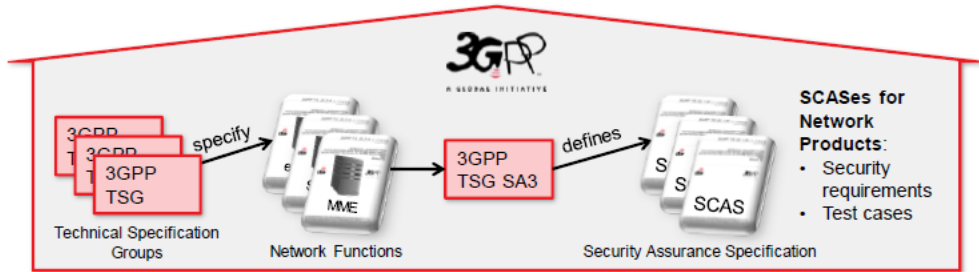 3GPP
A GLOBAL INITIATIVE
3GPP
3GPP
3GPP
TSG
Technical Specification
Groups
specify
MME
Network Functions
3GPP
TSG SA3
defines
SCAS
Security Assurance Specification
SCASes for
Network
Products:
• Security
requirements
• Test cases